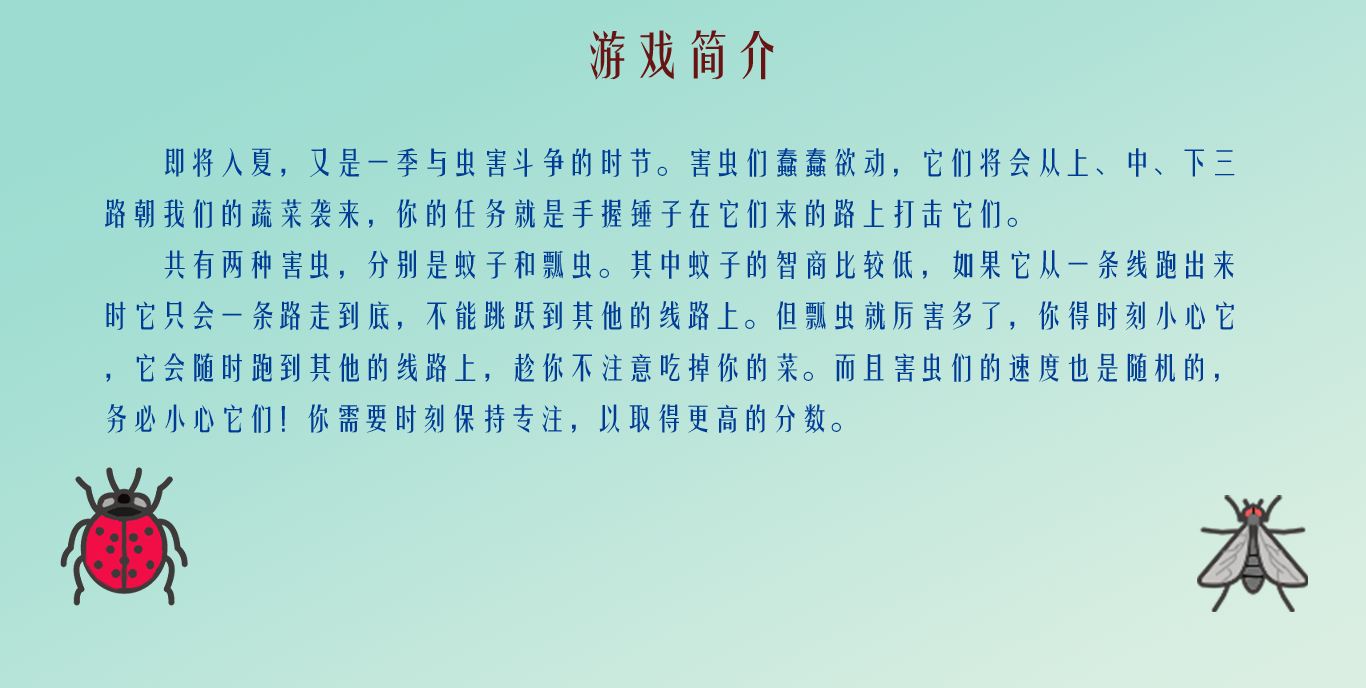 游戏简介
即将入夏，又是一季与虫害斗争的时节。害虫们蠢蠢欲动，它们将会从上、中、下三
路朝我们的蔬菜袭来，你的任务就是手握锤子在它们来的路上打击它们。
共有两种害虫，分别是蚊子和瓢虫。其中蚊子的智商比较低，如果它从一条线跑出来
时它只会一条路走到底，不能跳跃到其他的线路上。但瓢虫就厉害多了，你得时刻小心它
，它会随时跑到其他的线路上，趁你不注意吃掉你的菜。而且害虫们的速度也是随机的，
务必小心它们！你需要时刻保持专注，以取得更高的分数。